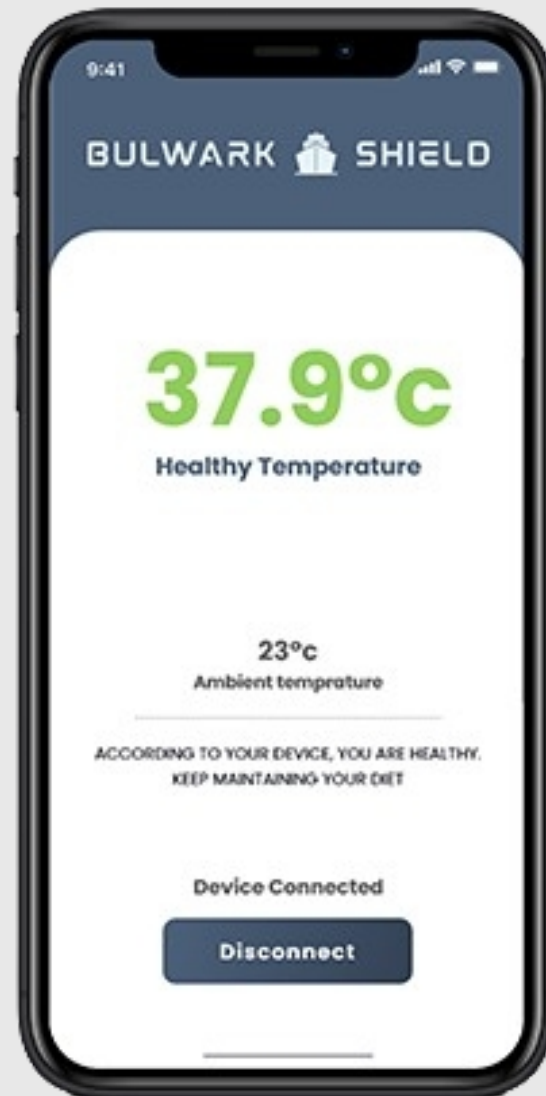 9:41
BULWARK SHIELD
37.9°c
Healthy Temperature
23°c
Ambient temprature
ACCORDING TO YOUR DEVICE, YOU ARE HEALTHY.
KEEP MAINTAINING YOUR DIET
Device Connected
Disconnect